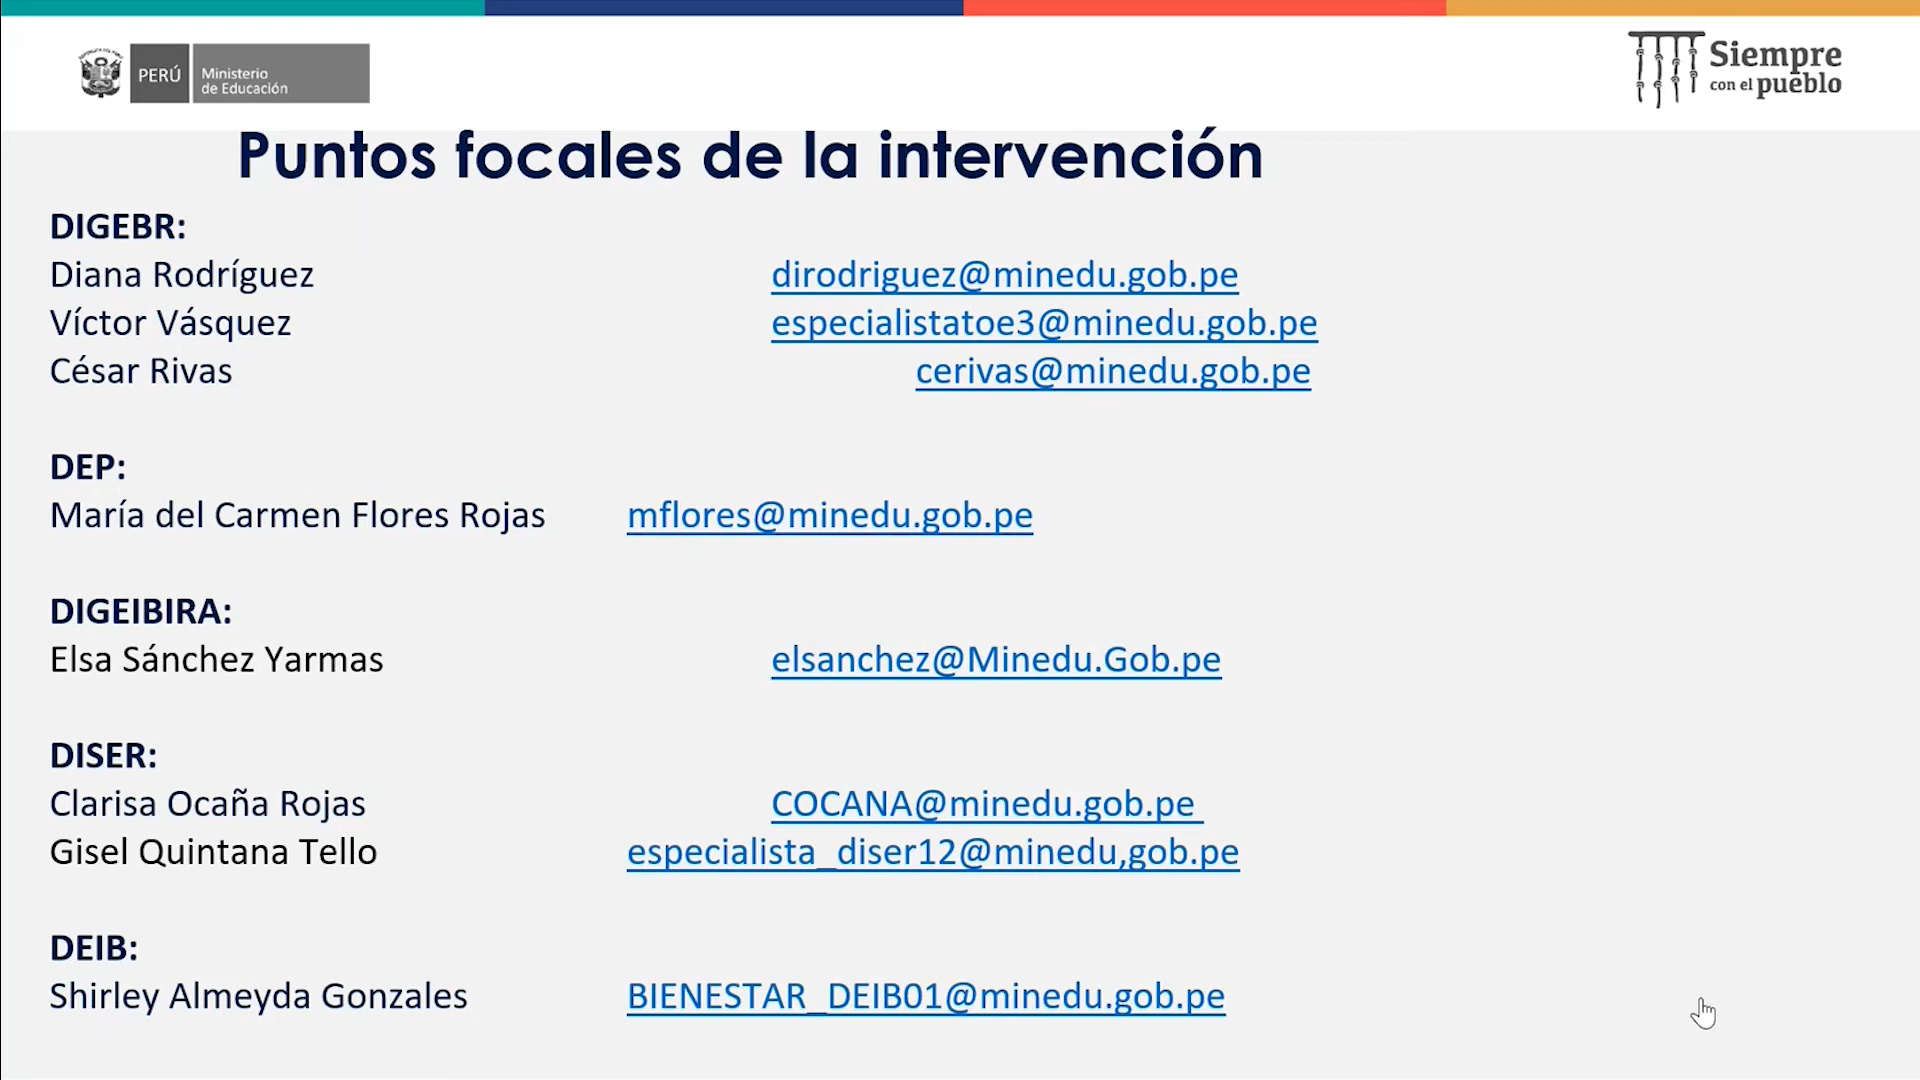 PERÚ
Ministerio
de Educación
Siempre
con el pueblo
Puntos focales de la intervención
DIGEBR:
Diana Rodríguez dirodriguez@minedu.gob.pe
Víctor Vásquez especialistatoe3@minedu.gob.pe
César Rivas cerivas@minedu.gob.pe
DEP:
María del Carmen Flores Rojas mflores@minedu.gob.pe
DIGEIBIRA:
Elsa Sánchez Yarmas elsanchez@Minedu.Gob.pe
DISER:
Clarisa Ocaña Rojas COCANA@minedu.gob.pe
Gisel Quintana Tello especialista_diser12@minedu,gob.pe
DEIB:
Shirley Almeyda Gonzales BIENESTAR_DEIB01@minedu.gob.pe